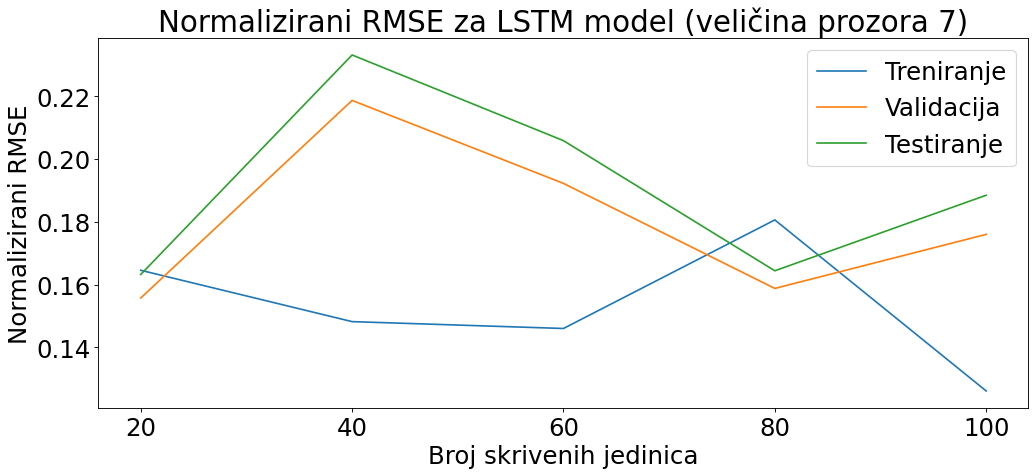 Normalizirani RMSE za LSTM model (veličina prozora 7)
Treniranje
Validacija
Testiranje
Normalizirani RMSE
0.22
0.20
0.18
0.16
0.14
20 40 60 80 100
Broj skrivenih jedinica